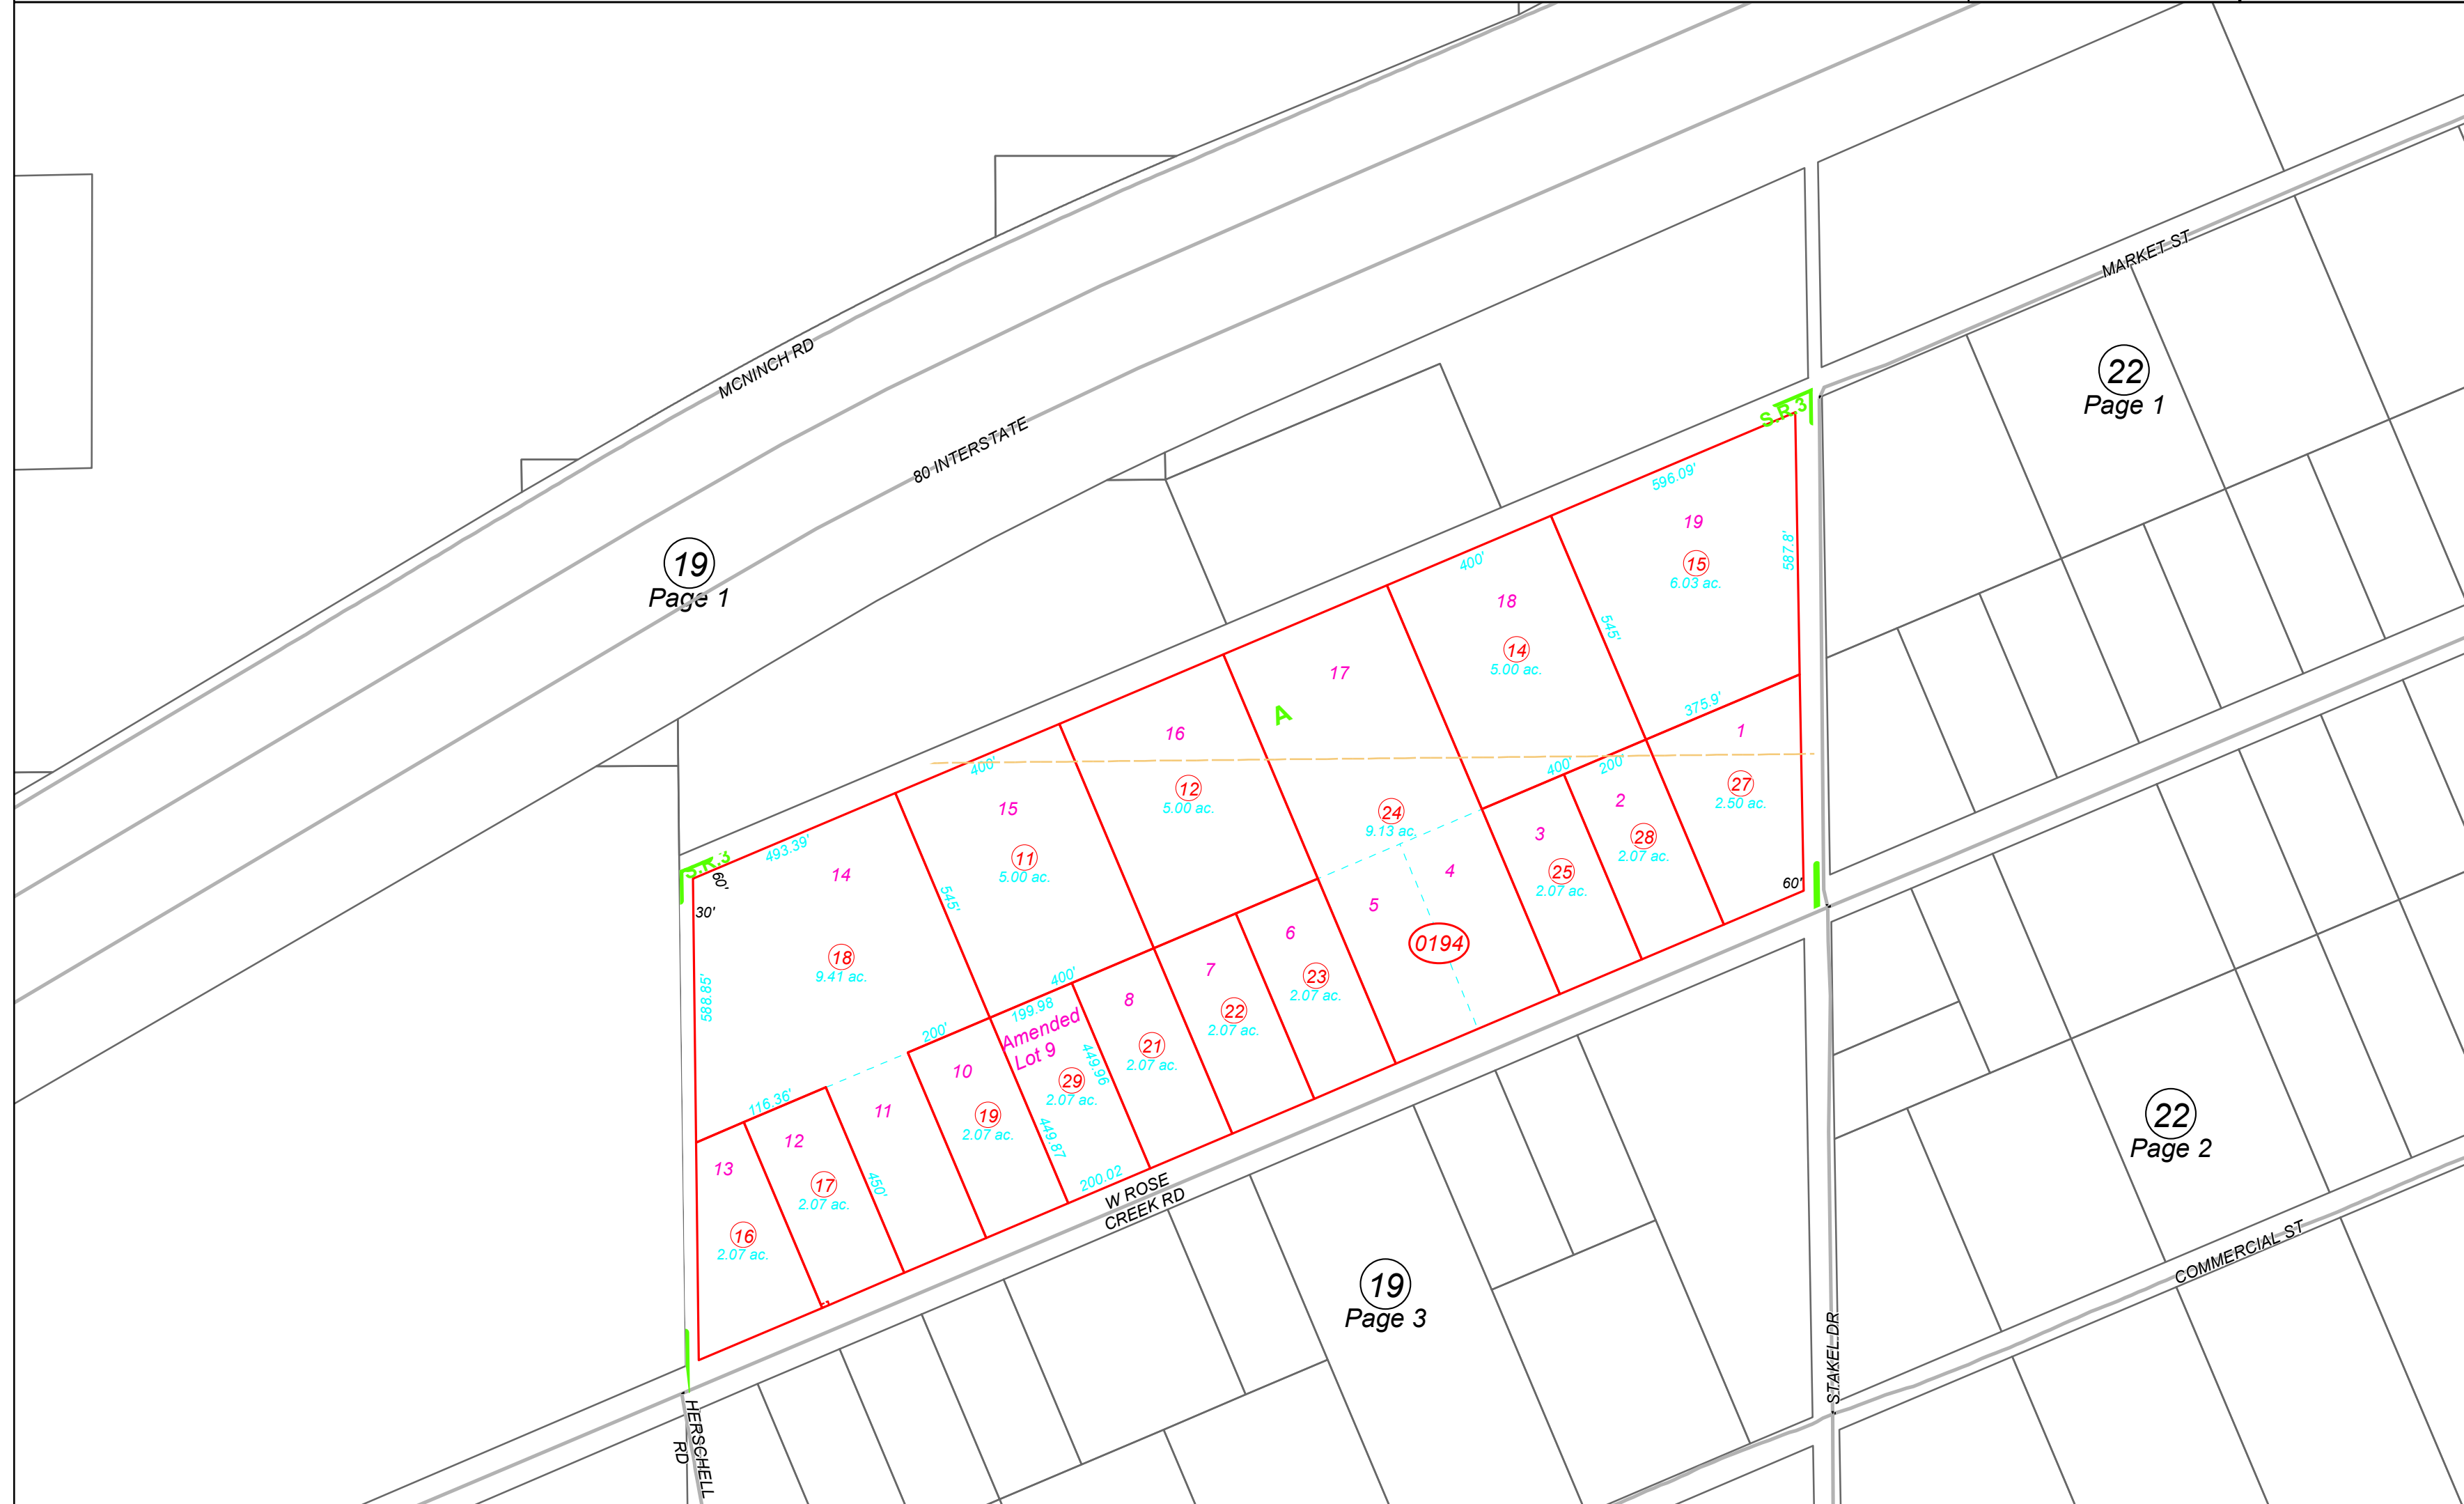 MARKET ST
MCNINCH RD
22
Page 1
S.R.3
80 INTERSTATE
596.09'
19
587.8'
19
Page 1
400'
15
6.03 ac.
18
545'
14
5.00 ac.
17
375.9'
A
16
1
400'
400'
200'
12
5.00 ac.
27
2.50 ac.
15
2
24
9.13 ac.
3
28
2.07 ac.
493.39'
11
5.00 ac.
S.R.3
60'
14
4
25
2.07 ac.
60'
30'
545'
5
6
0194
18
9.41 ac.
7
23
2.07 ac.
400'
588.85'
199.98
8
22
2.07 ac.
200'
Amended
Lot 9
21
2.07 ac.
449.96
10
29
2.07 ac.
116.36'
11
19
2.07 ac.
22
Page 2
12
449.87
13
17
2.07 ac.
450'
200.02
W ROSE
CREEK RD
16
2.07 ac.
COMMERCIAL ST
19
Page 3
STAKEL DR
HERSCHELL
RD